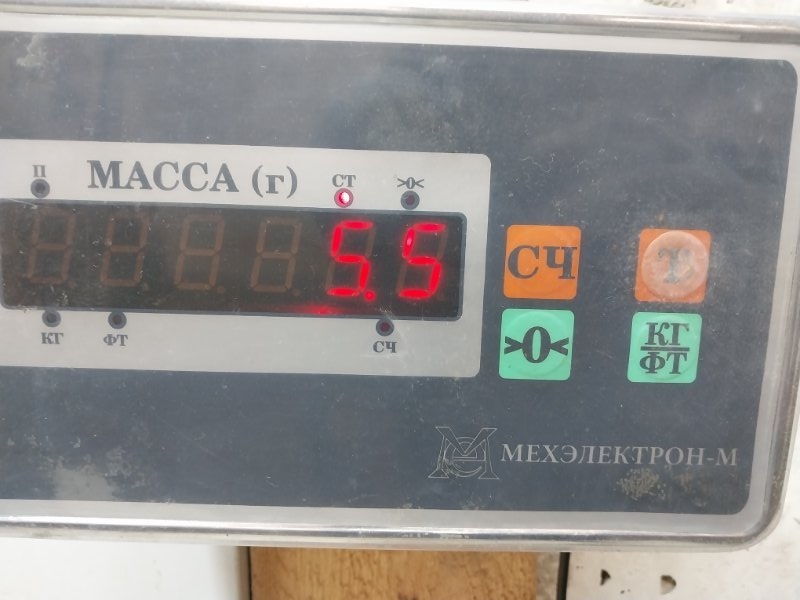 П
МАССА (г)
СТ
>0<
5.5
СЧ
Т
КГ
ФТ
СЧ
>0<
КГ
ФТ
МЕХЭЛЕКТРОН-М